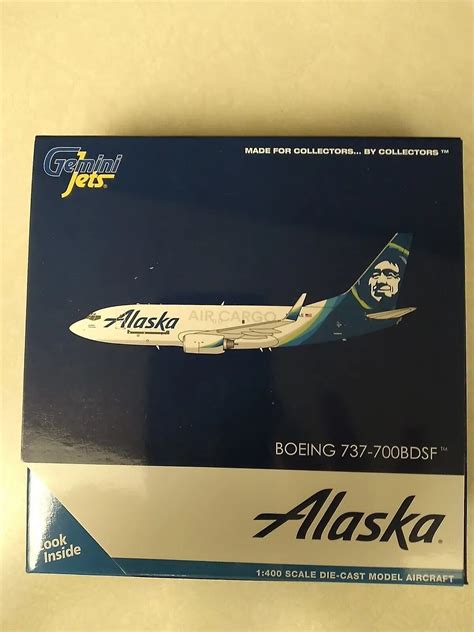 Gemini
Jets®
MADE FOR COLLECTORS... BY COLLECTORS™
Alaska
AIR CARGO
BOEING 737-700BDSF™
Look
Inside
Alaska®
1:400 SCALE DIE-CAST MODEL AIRCRAFT